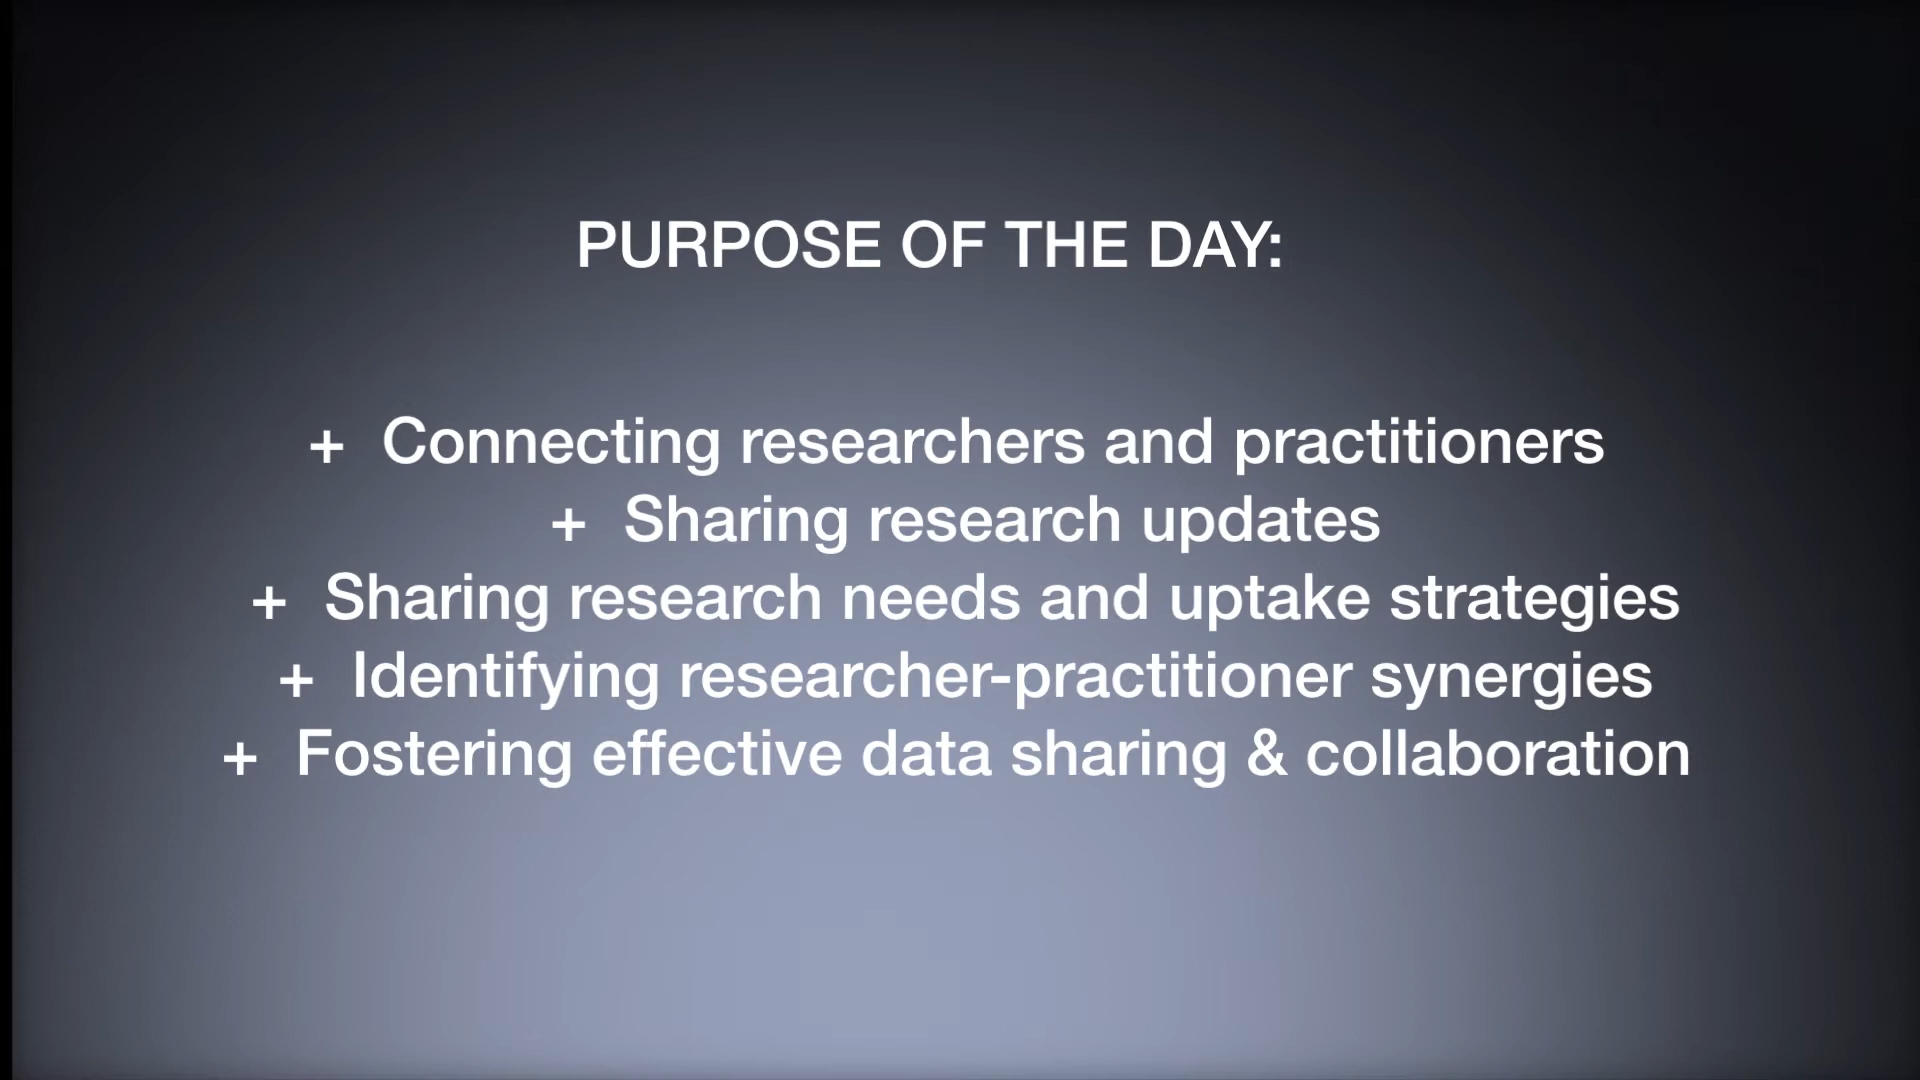 PURPOSE OF THE DAY:
+ Connecting researchers and practitioners
+ Sharing research updates
+ Sharing research needs and uptake strategies
+ Identifying researcher-practitioner synergies
+ Fostering effective data sharing & collaboration